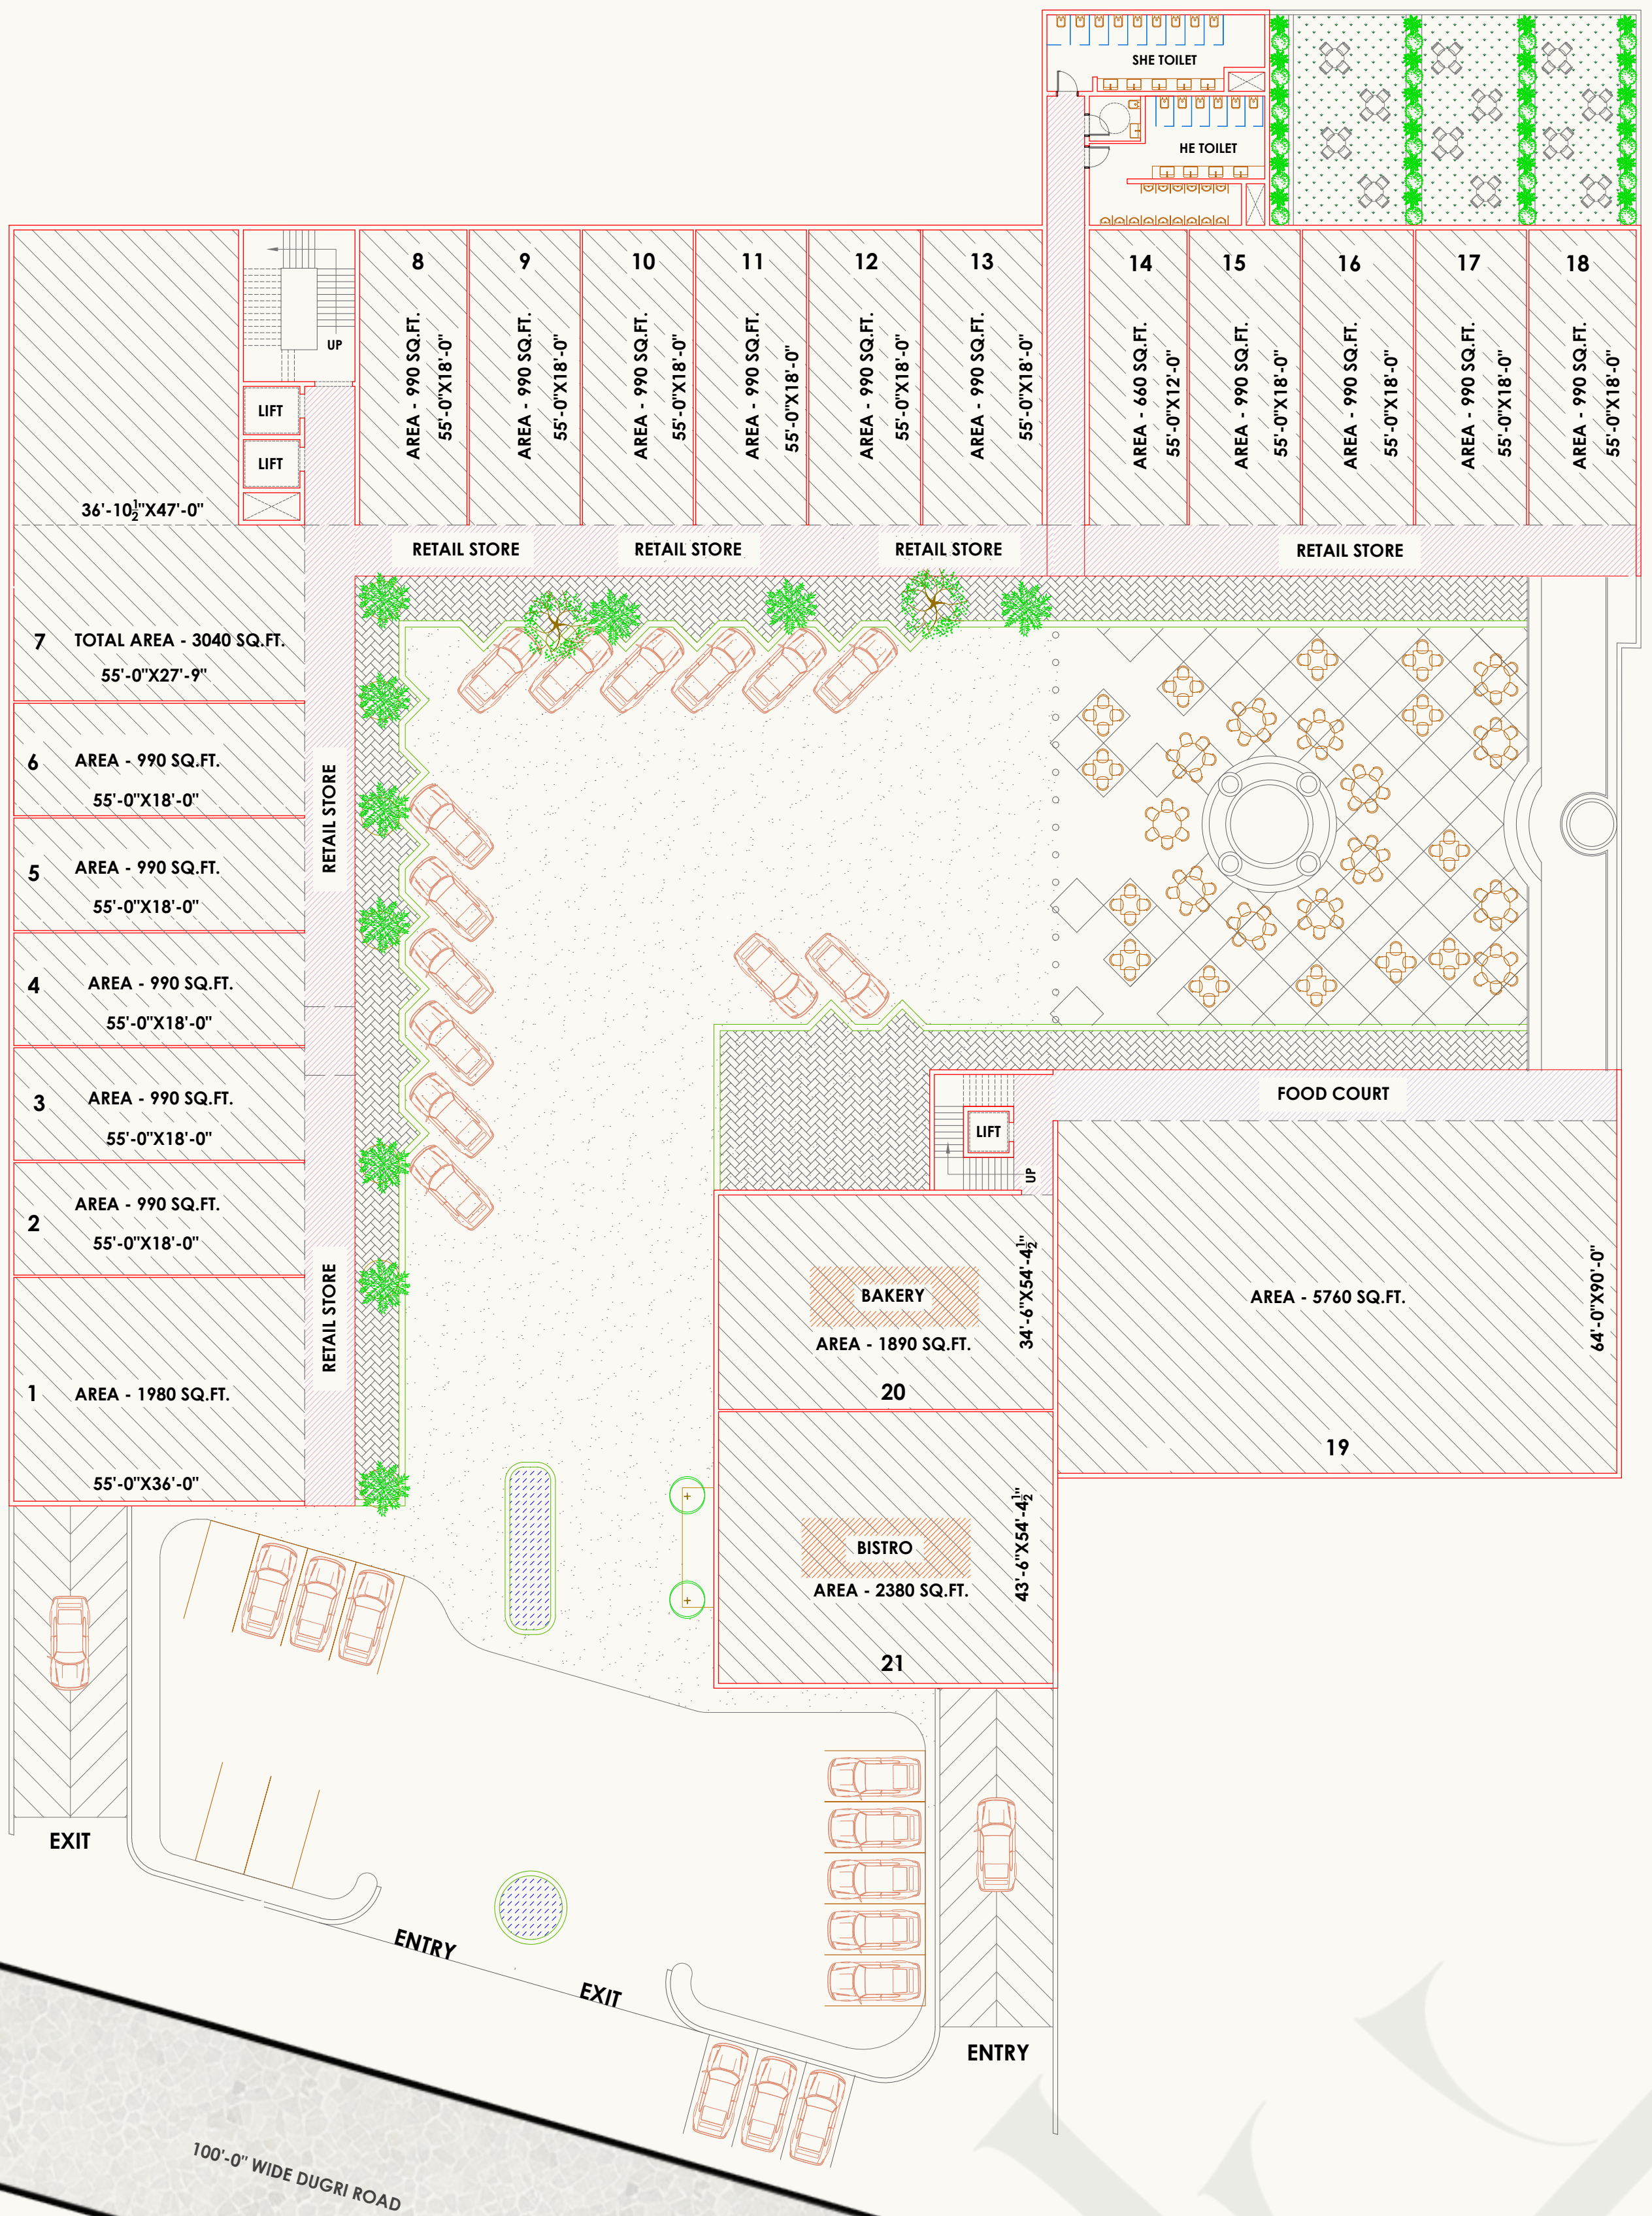 SHE TOILET
HE TOILET
8
9
10
11
12
13
14
15
16
17
18
AREA - 990 SQ.FT.
55'-0"X18'-0"
AREA - 990 SQ.FT.
55'-0"X18'-0"
AREA - 990 SQ.FT.
55'-0"X18'-0"
AREA - 990 SQ.FT.
55'-0"X18'-0"
AREA - 990 SQ.FT.
55'-0"X18'-0"
AREA - 990 SQ.FT.
55'-0"X18'-0"
AREA - 660 SQ.FT.
55'-0"X12'-0"
AREA - 990 SQ.FT.
55'-0"X18'-0"
AREA - 990 SQ.FT.
55'-0"X18'-0"
AREA - 990 SQ.FT.
55'-0"X18'-0"
AREA - 990 SQ.FT.
55'-0"X18'-0"
UP
LIFT
LIFT
36'-10½"X47'-0"
RETAIL STORE
RETAIL STORE
RETAIL STORE
RETAIL STORE
7 TOTAL AREA - 3040 SQ.FT.
55'-0"X27'-9"
6 AREA - 990 SQ.FT.
55'-0"X18'-0"
RETAIL STORE
5 AREA - 990 SQ.FT.
55'-0"X18'-0"
4 AREA - 990 SQ.FT.
55'-0"X18'-0"
3 AREA - 990 SQ.FT.
55'-0"X18'-0"
2 AREA - 990 SQ.FT.
55'-0"X18'-0"
RETAIL STORE
1 AREA - 1980 SQ.FT.
55'-0"X36'-0"
FOOD COURT
LIFT
UP
BAKERY
AREA - 1890 SQ.FT.
34'-6"X54'-4½"
20
AREA - 5760 SQ.FT.
64'-0"X90'-0"
19
BISTRO
AREA - 2380 SQ.FT.
43'-6"X54'-4½"
21
EXIT
ENTRY
EXIT
ENTRY
100'-0" WIDE DUGRI ROAD